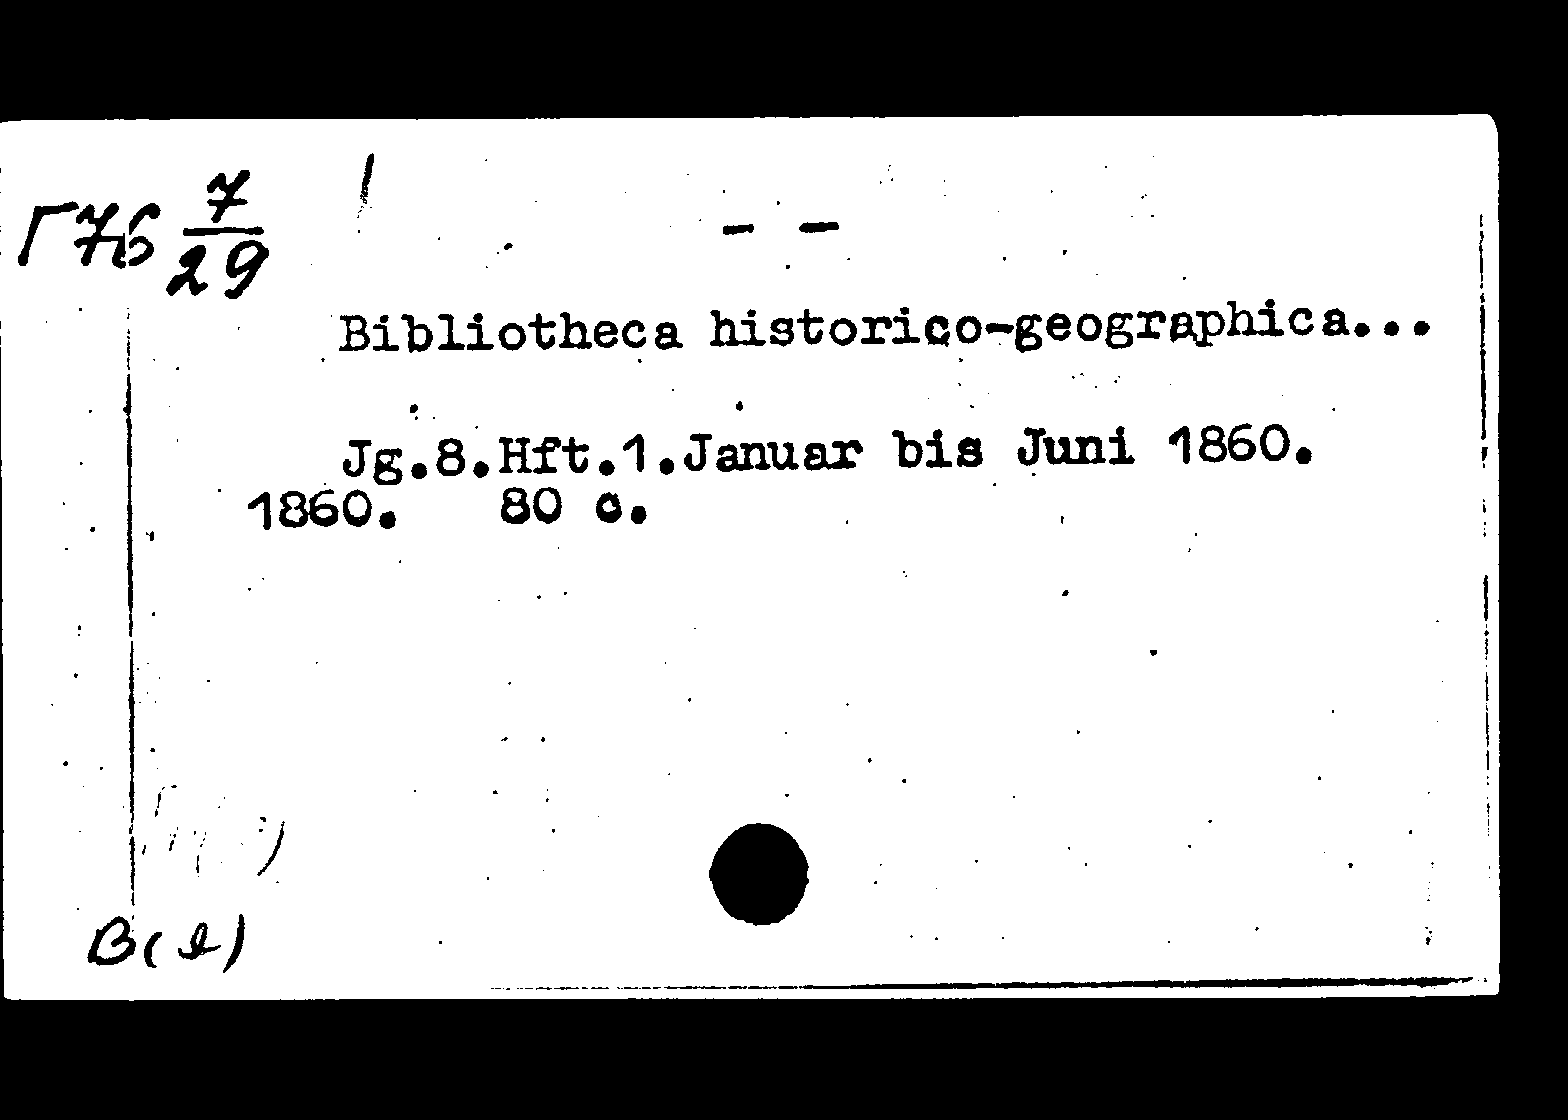 Г76 7/29
– –
Bibliotheca historico-geographica...
Jg.8.Hft.1.Januar bis Juni 1860.
1860. 80 с.